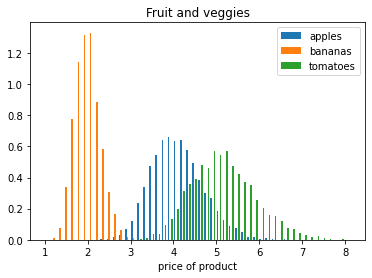 Fruit and veggies
apples
bananas
tomatoes
1.2
1.0
0.8
0.6
0.4
0.2
0.0
1 2 3 4 5 6 7 8
price of product